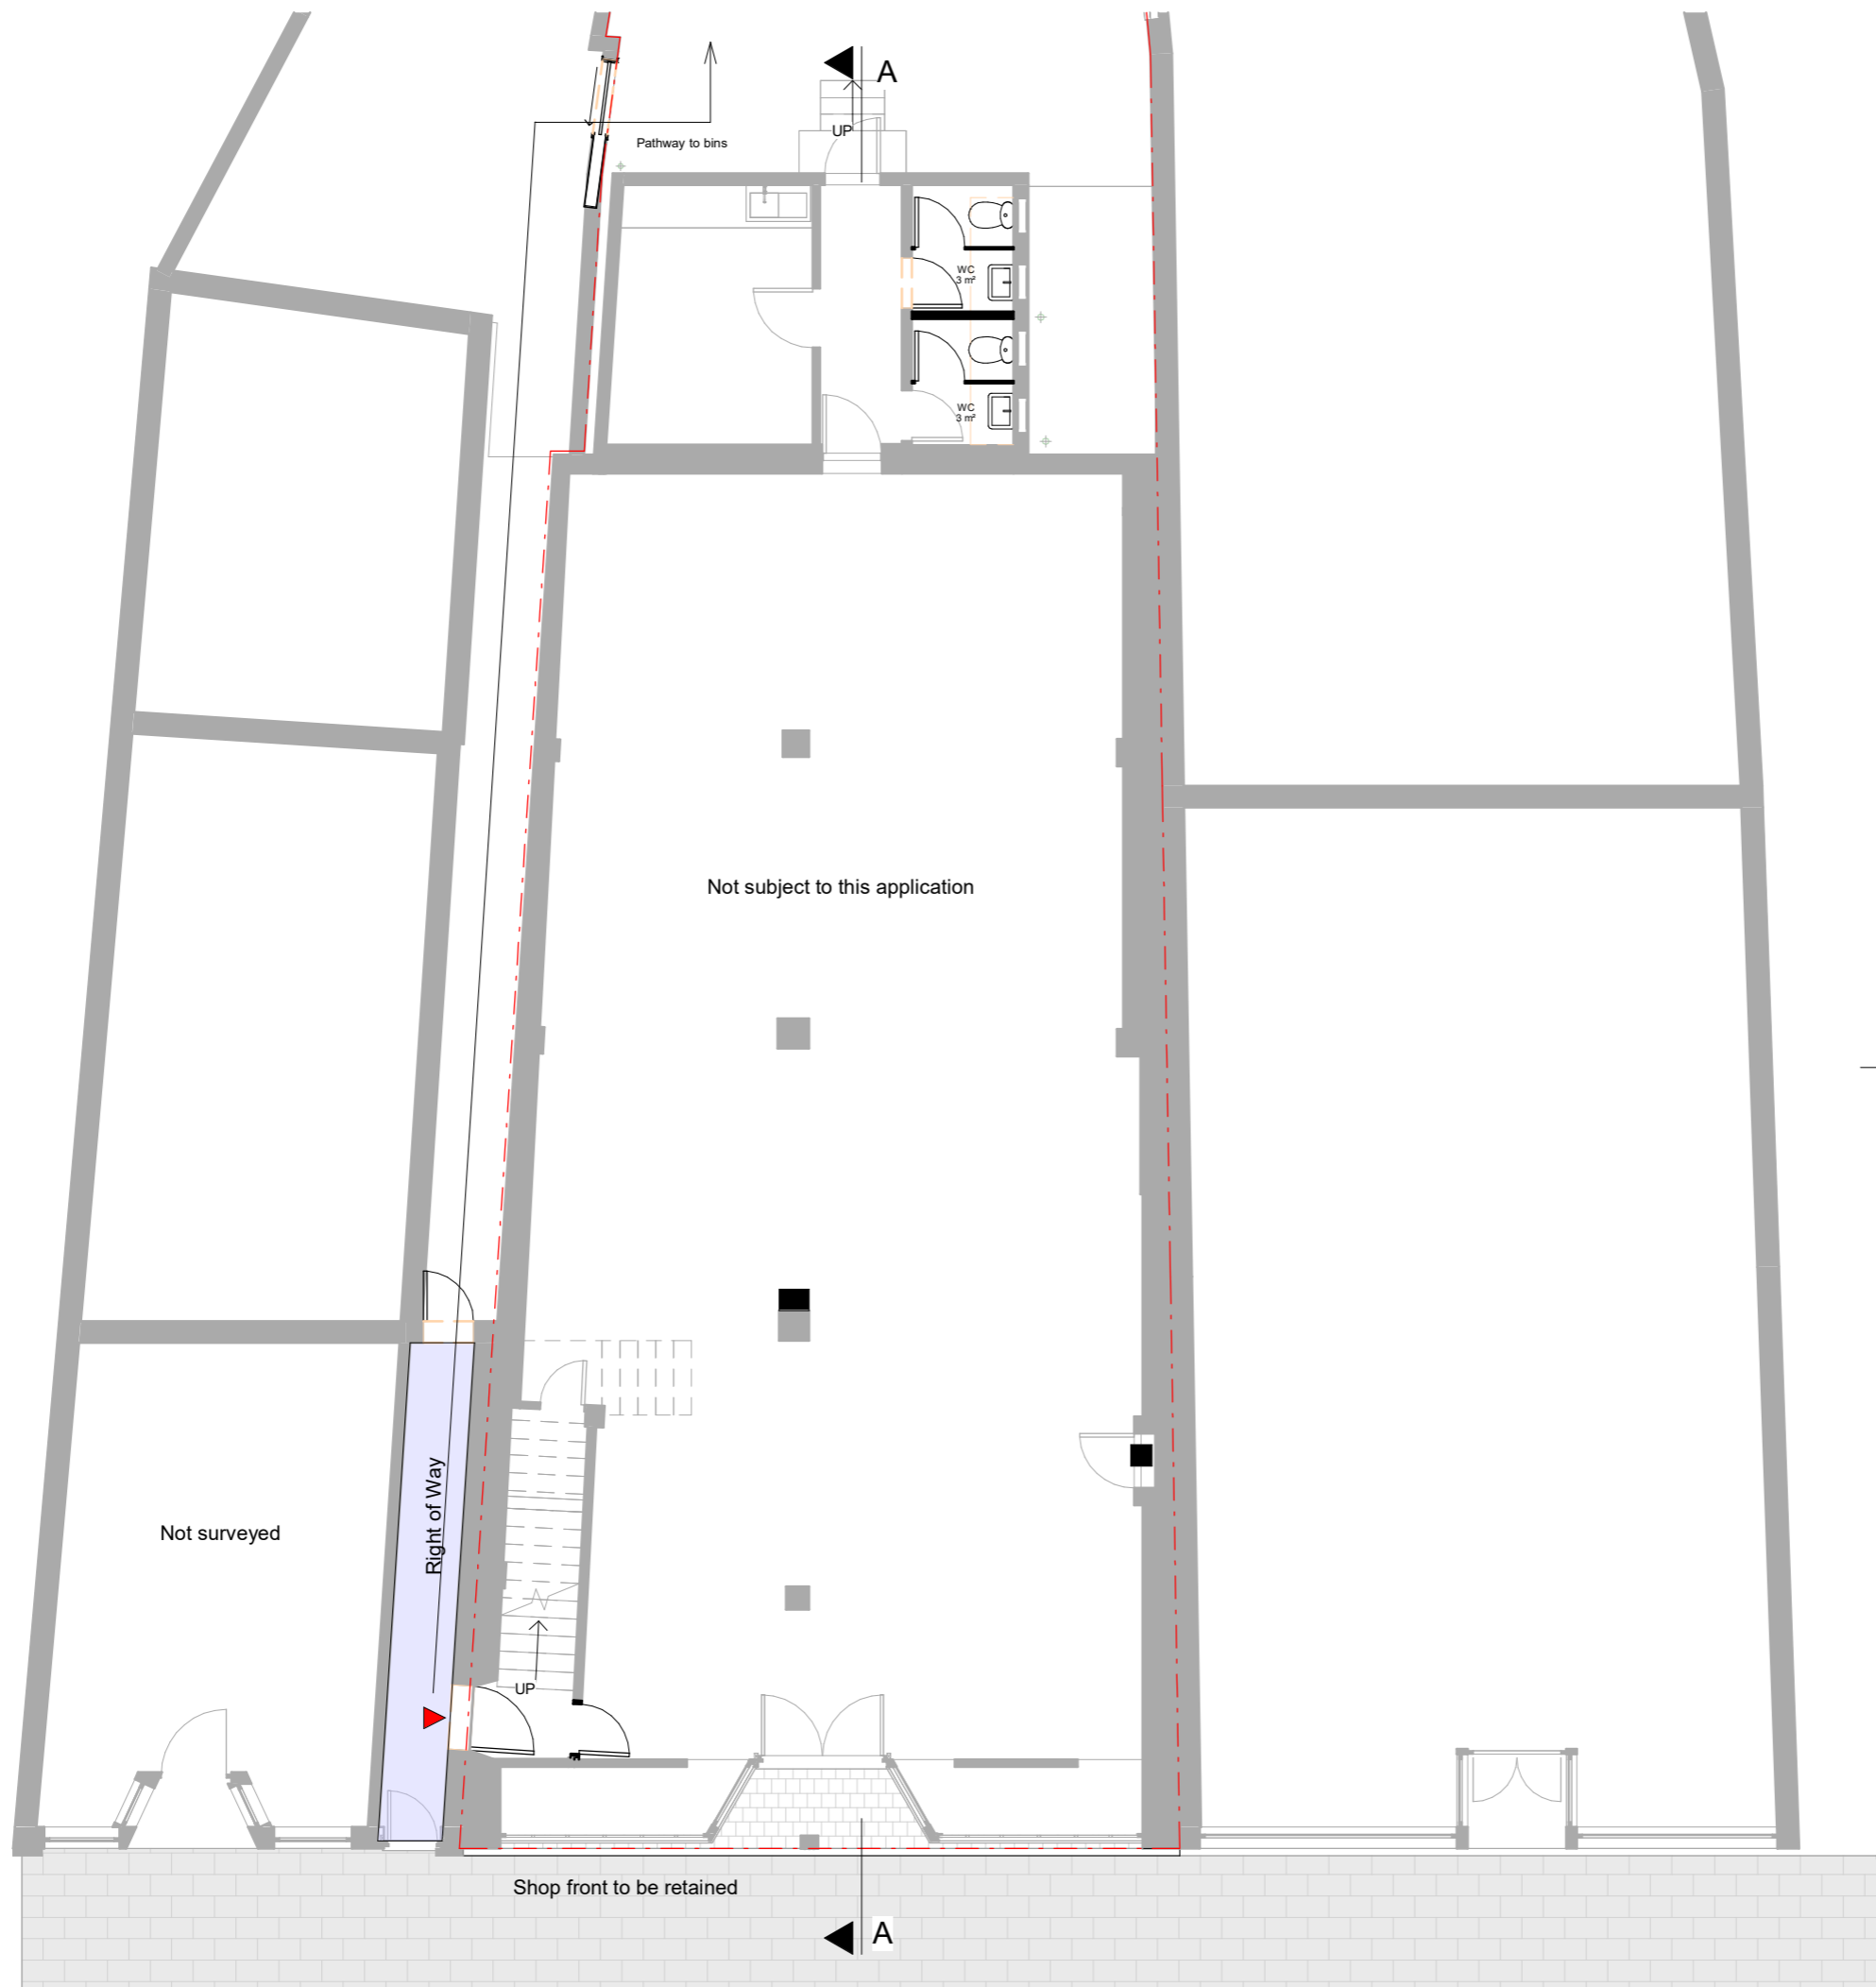 A
UP
Pathway to bins
WC
3 m²
WC
3 m²
Not subject to this application
Right of Way
Not surveyed
UP
Shop front to be retained
A